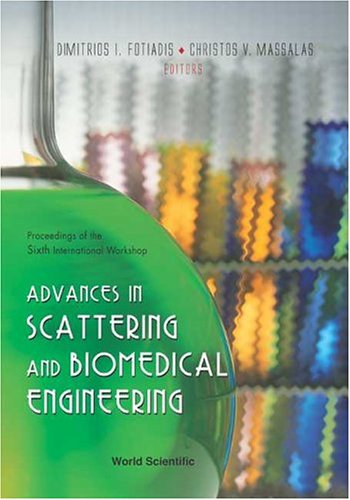 DIMITRIOS I. FOTIADIS ♦ CHRISTOS V. MASSALAS
EDITORS
Proceedings of the
Sixth International Workshop
ADVANCES IN
SCATTERING
AND BIOMEDICAL
ENGINEERING
World Scientific